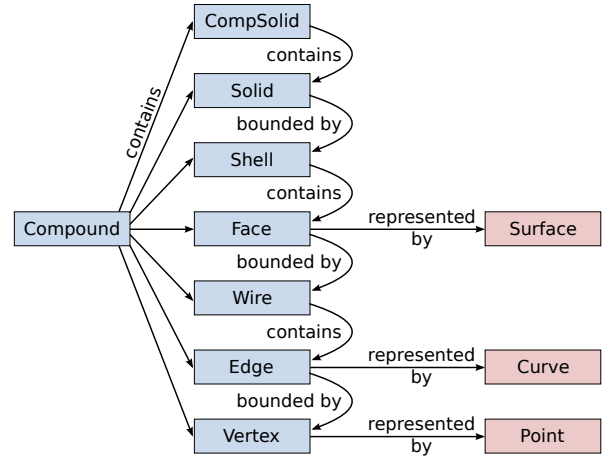 CompSolid
contains
Solid
contains
bounded by
Shell
contains
Compound
Face
represented
by
Surface
bounded by
Wire
contains
Edge
represented
by
Curve
bounded by
Vertex
represented
by
Point